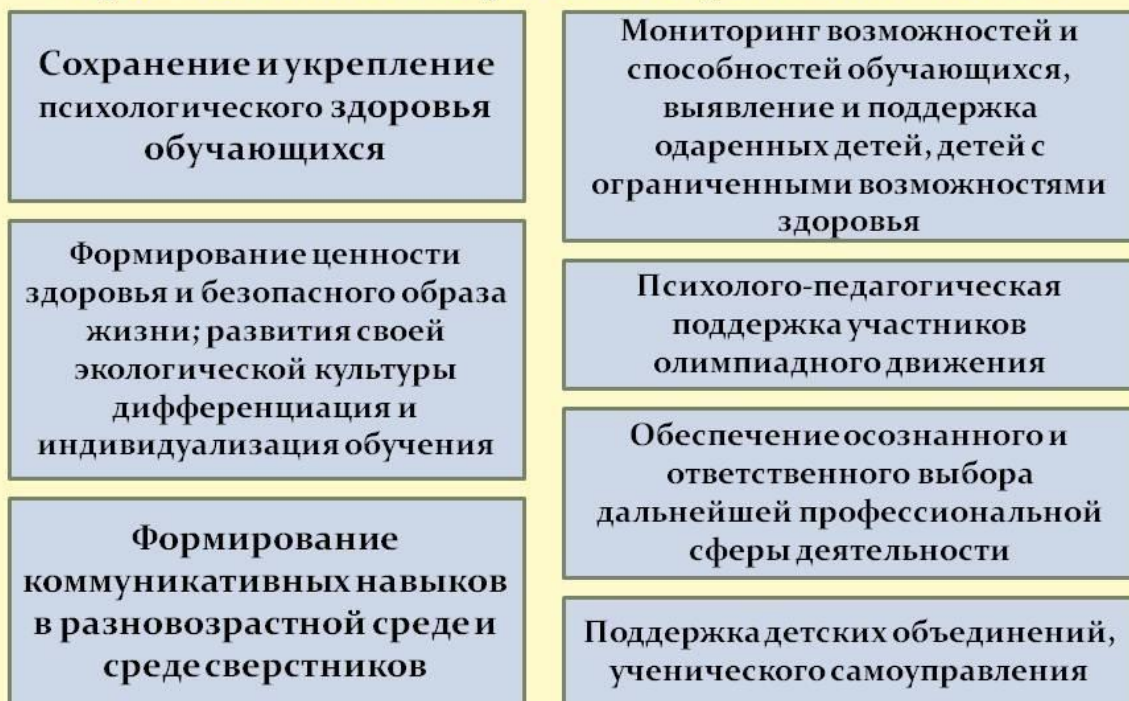 Сохранение и укрепление
психологического здоровья
обучающихся
Формирование ценности
здоровья и безопасного образа
жизни; развития своей
экологической культуры
дифференциация и
индивидуализация обучения
Формирование
коммуникативных навыков
в разновозрастной среде и
среде сверстников
Мониторинг возможностей и
способностей обучающихся,
выявление и поддержка
одаренных детей, детей с
ограниченными возможностями
здоровья
Психолого-педагогическая
поддержка участников
олимпиадного движения
Обеспечение осознанного и
ответственного выбора
дальнейшей профессиональной
сферы деятельности
Поддержка детских объединений,
ученического самоуправления